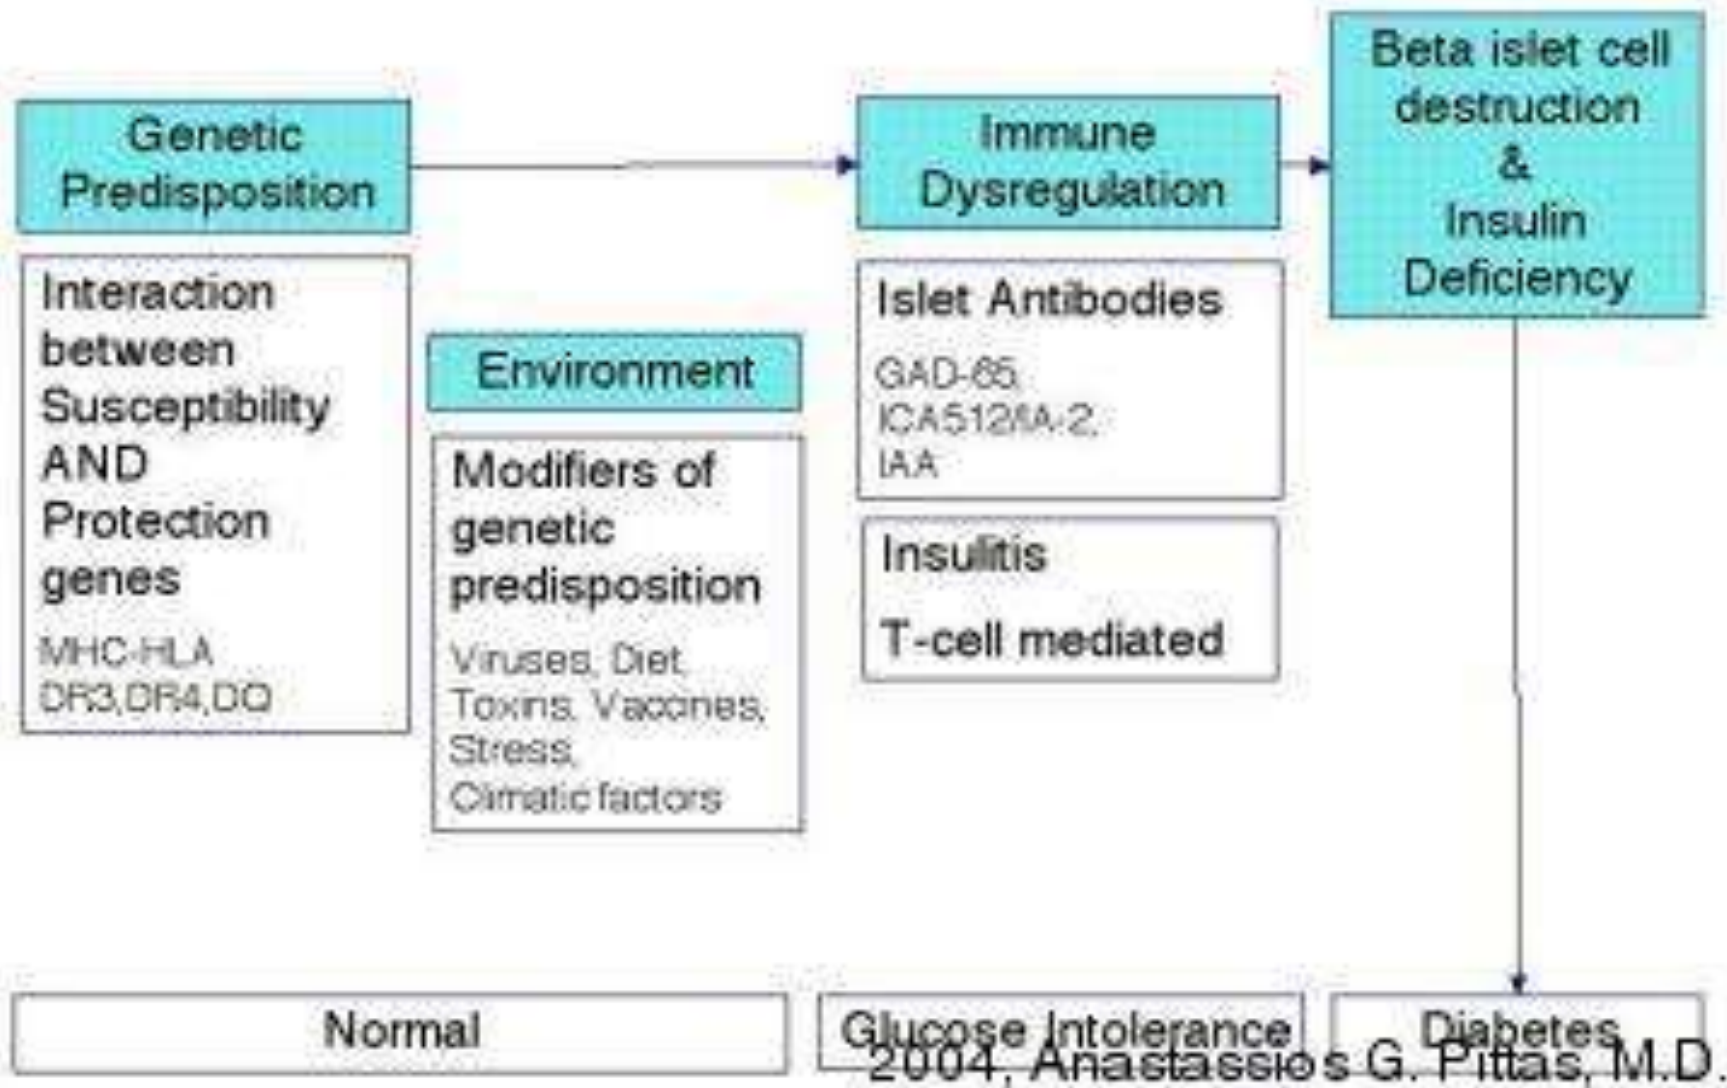 Genetic
Predisposition
Interaction
between
Susceptibility
AND
Protection
genes
MHC-HLA
DR3,DR4,DQ
Environment
Modifiers of
genetic
predisposition
Viruses, Diet,
Toxins, Vaccines,
Stress,
Climatic factors
Immune
Dysregulation
Islet Antibodies
GAD-65,
ICA512/IA-2,
IAA
Insulitis
T-cell mediated
Beta islet cell
destruction
&
Insulin
Deficiency
Normal
Glucose Intolerance
Diabetes
2004, Anastassios G. Pittas, M.D.